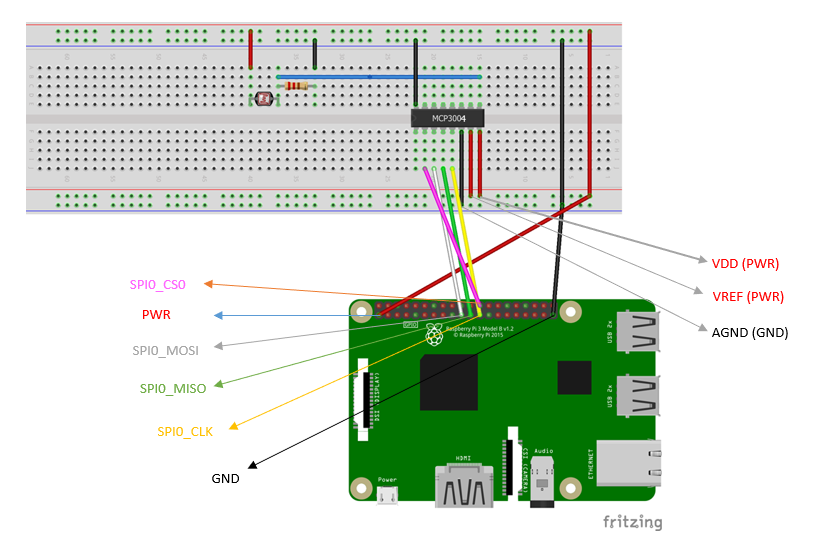 MCP3004
SPI0_CS0
PWR
SPI0_MOSI
SPI0_MISO
SPI0_CLK
GND
VDD (PWR)
VREF (PWR)
AGND (GND)
GPIO
Raspberry Pi 3 Model B v1.2
© Raspberry Pi 2015
DSI (DISPLAY)
USB 2x
USB 2x
Power
HDMI
CSI (CAMERA)
Audio
ETHERNET
fritzing